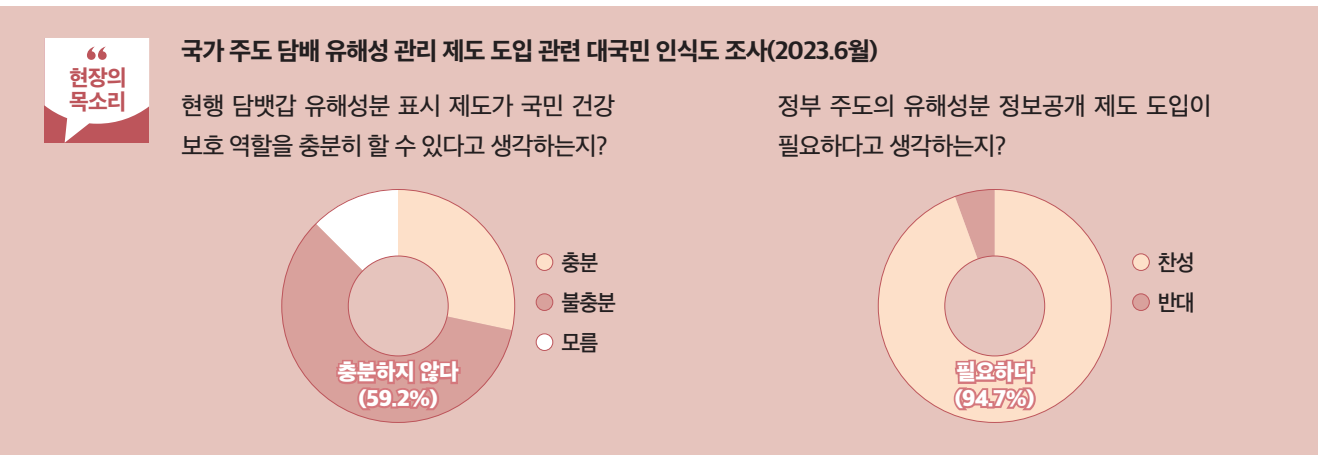 “
현장의
목소리
국가 주도 담배 유해성 관리 제도 도입 관련 대국민 인식도 조사(2023.6월)
현행 담뱃갑 유해성분 표시 제도가 국민 건강
보호 역할을 충분히 할 수 있다고 생각하는지?
충분
불충분
모름
충분하지 않다
(59.2%)
정부 주도의 유해성분 정보공개 제도 도입이
필요하다고 생각하는지?
찬성
반대
필요하다
(94.7%)